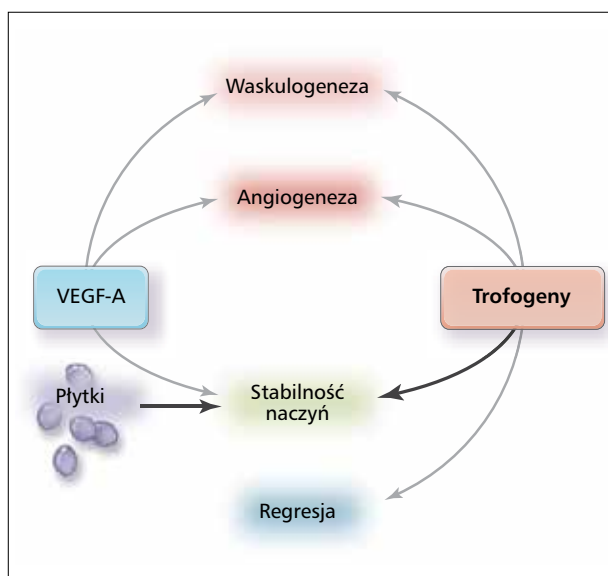 Waskulogeneza
Angiogeneza
VEGF-A
Trofogeny
Płytki
Stabilność
naczyń
Regresja